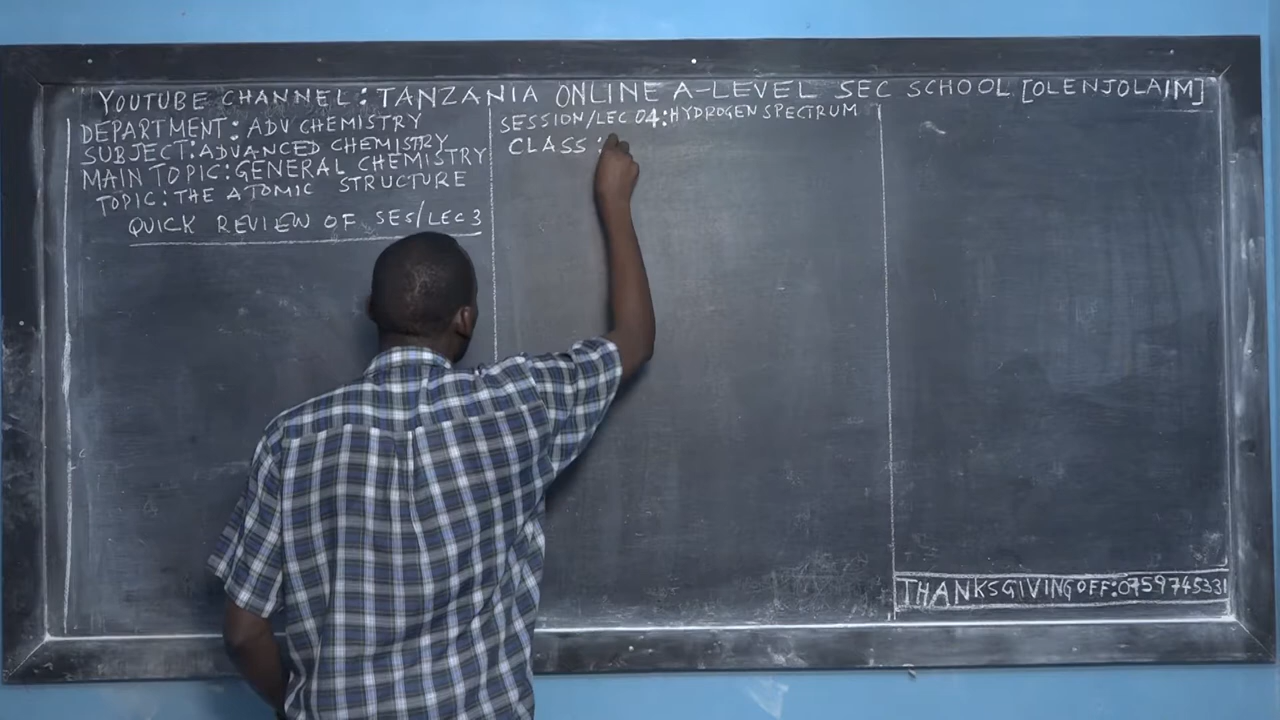 YOUTUBE CHANNEL: TANZANIA ONLINE A-LEVEL SEC SCHOOL [OLENJOLAIM]
DEPARTMENT: ADV CHEMISTRY
SUBJECT: ADVANCED CHEMISTRY
MAIN TOPIC: GENERAL CHEMISTRY
TOPIC: THE ATOMIC STRUCTURE
QUICK REVIEW OF SES/LEC 3
SESSION/LEC 04: HYDROGEN SPECTRUM
CLASS:
THANKSGIVING OFF: 0759745331